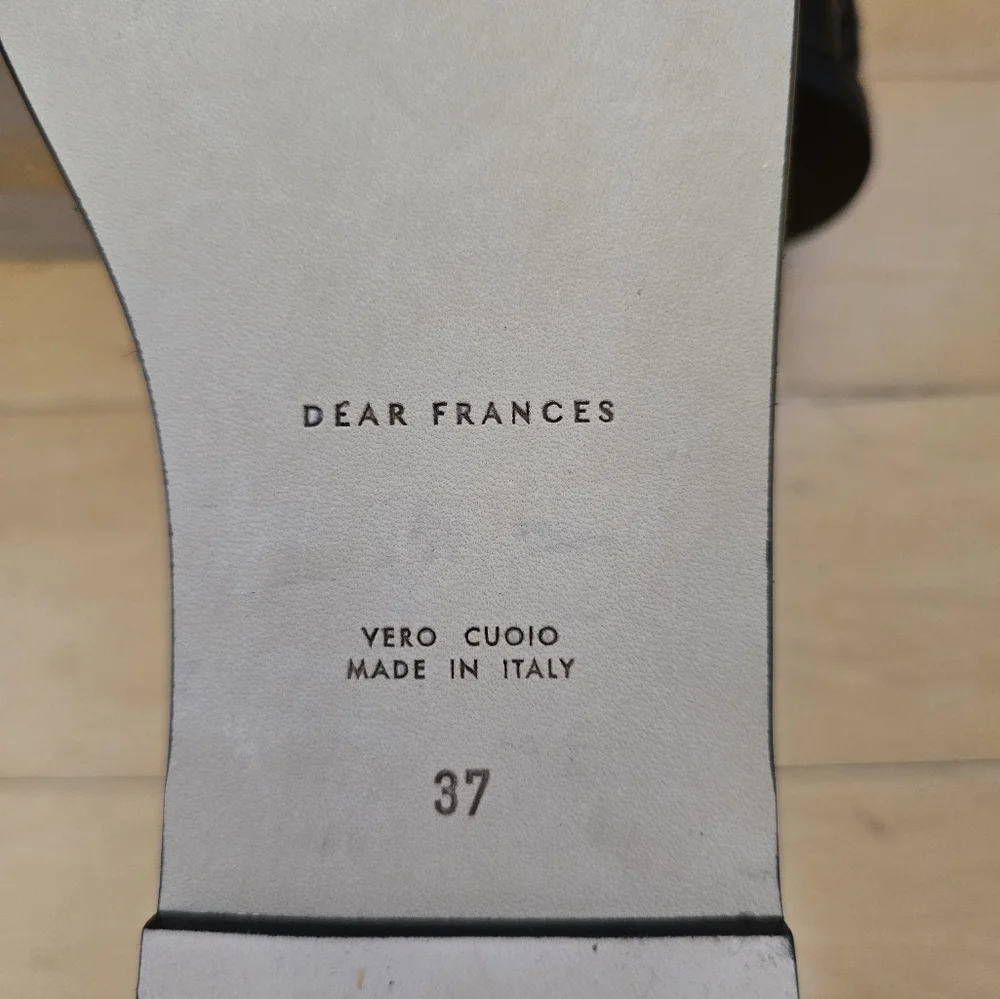 DEAR FRANCES
VERO CUOIO
MADE IN ITALY
37